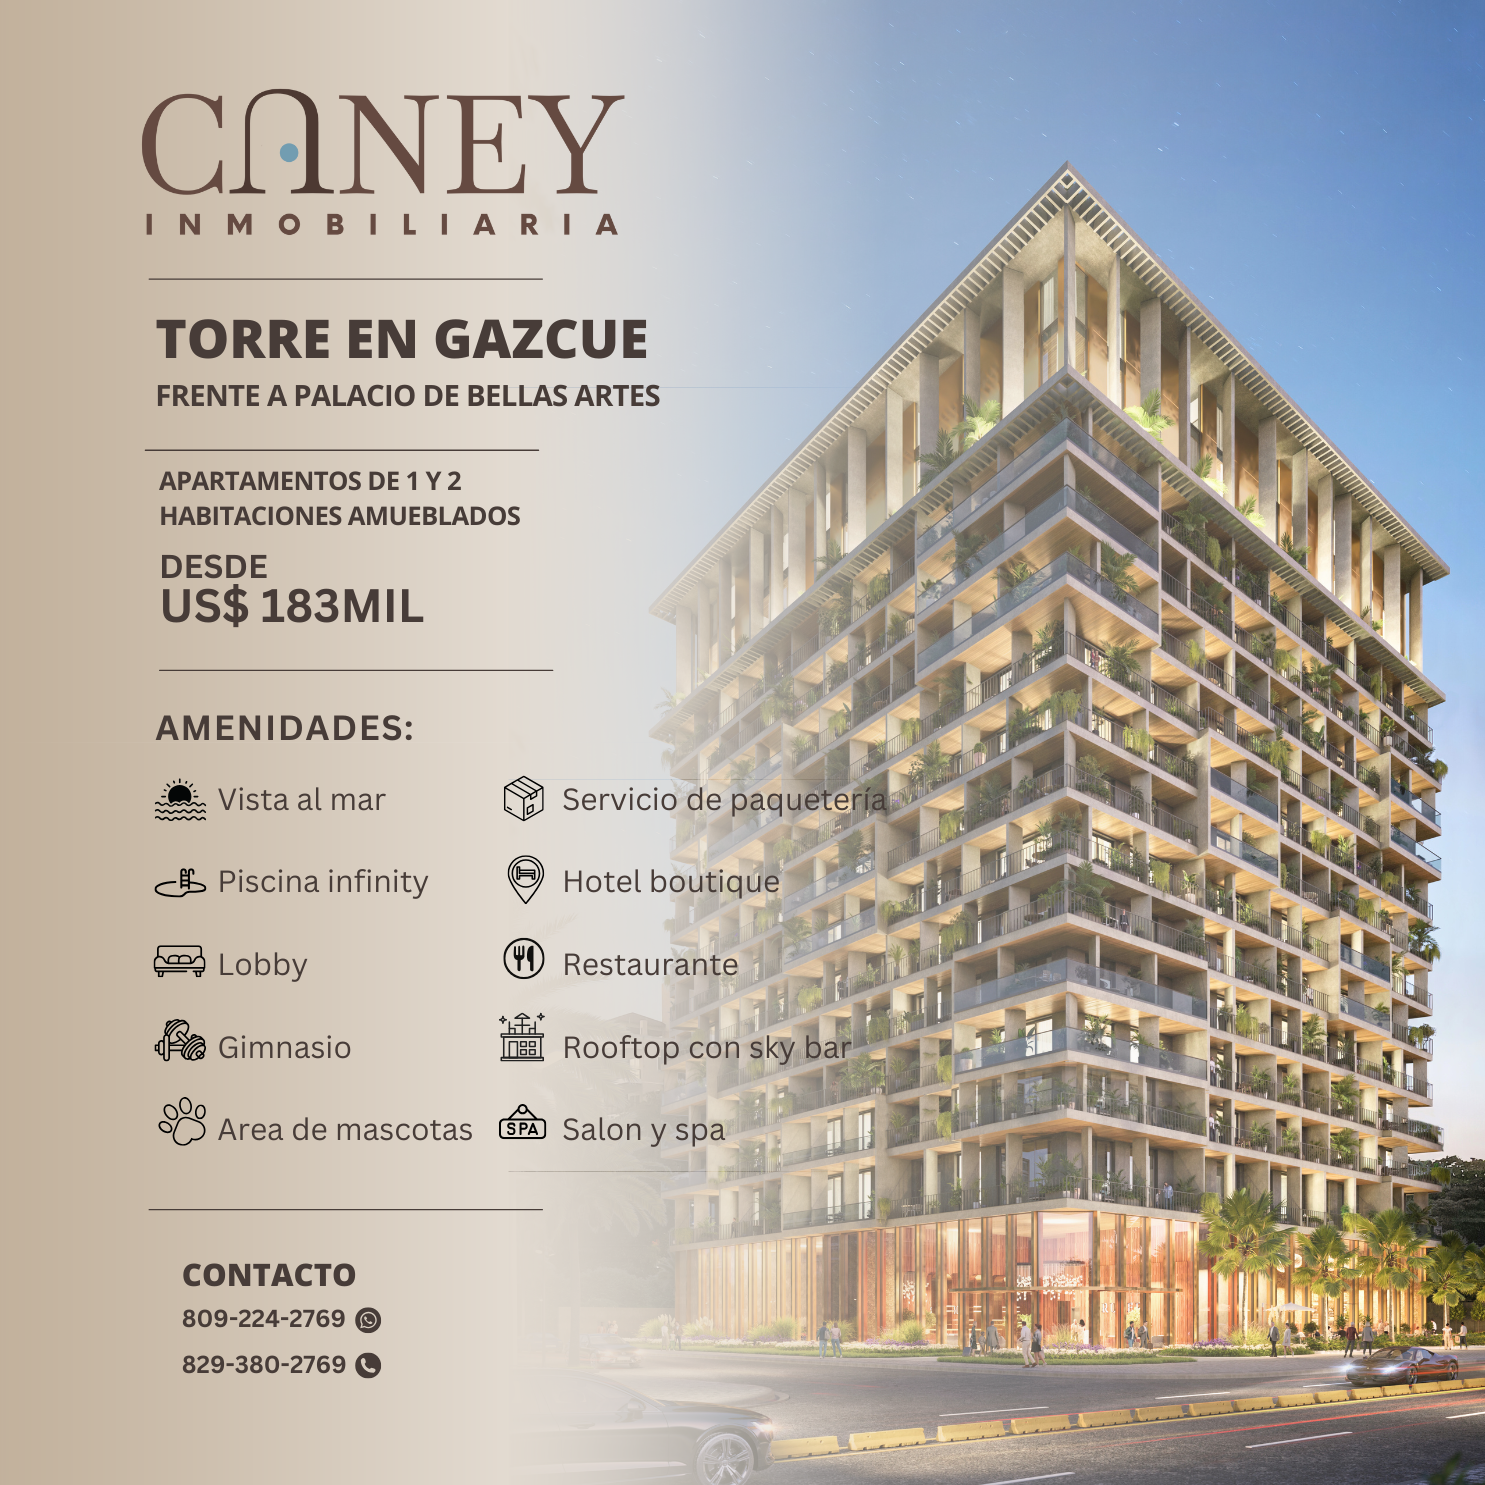 CANEY
INMOBILIARIA
TORRE EN GAZCUE
FRENTE A PALACIO DE BELLAS ARTES
APARTAMENTOS DE 1 Y 2
HABITACIONES AMUEBLADOS
DESDE
US$ 183MIL
AMENIDADES:
Vista al mar
Piscina infinity
Lobby
Gimnasio
Area de mascotas
Servicio de paquetería
Hotel boutique
Restaurante
Rooftop con sky bar
SPA
Salon y spa
CONTACTO
809-224-2769
829-380-2769